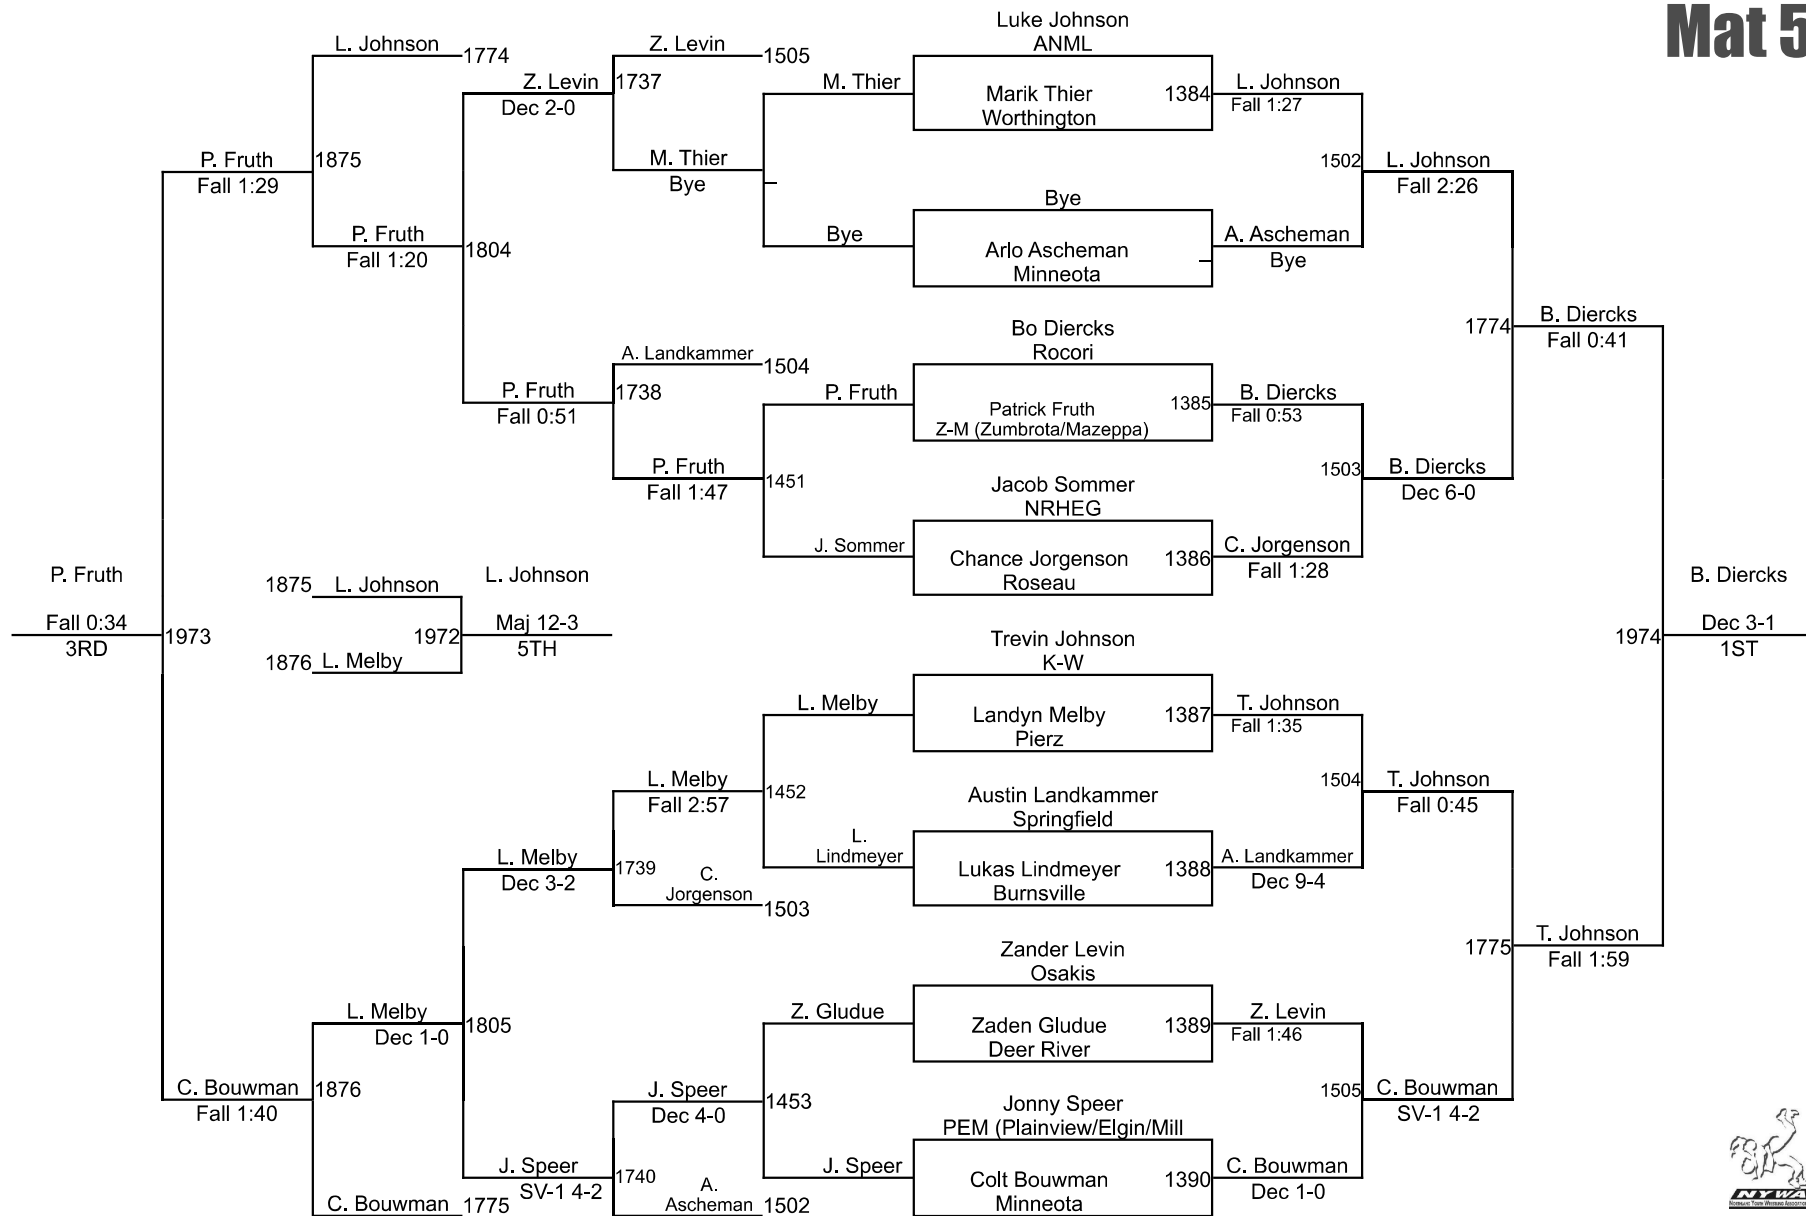 Mat 5
Luke Johnson
ANML
L. Johnson
1774
Z. Levin
1505
Z. Levin
1737
Dec 2-0
M. Thier
Marik Thier
Worthington
1384
L. Johnson
Fall 1:27
P. Fruth
1875
Fall 1:29
M. Thier
Bye
1502
L. Johnson
Fall 2:26
Bye
P. Fruth
1804
Fall 1:20
Bye
Arlo Ascheman
Minneota
A. Ascheman
Bye
Bo Diercks
Rocori
1774
B. Diercks
Fall 0:41
A. Landkammer
1504
P. Fruth
1738
Fall 0:51
P. Fruth
Patrick Fruth
Z-M (Zumbrota/Mazeppa)
1385
B. Diercks
Fall 0:53
P. Fruth
Fall 1:47
1451
Jacob Sommer
NRHEG
1503
B. Diercks
Dec 6-0
J. Sommer
Chance Jorgenson
Roseau
1386
C. Jorgenson
Fall 1:28
P. Fruth
Fall 0:34
3RD
1973
1875
L. Johnson
1876
L. Melby
1972
L. Johnson
Maj 12-3
5TH
B. Diercks
1974
Dec 3-1
1ST
Trevin Johnson
K-W
L. Melby
Landyn Melby
Pierz
1387
T. Johnson
Fall 1:35
L. Melby
Fall 2:57
1452
Austin Landkammer
Springfield
1504
T. Johnson
Fall 0:45
L. Melby
Dec 3-2
1739
L.
Lindmeyer
Lukas Lindmeyer
Burnsville
1388
A. Landkammer
Dec 9-4
C.
Jorgenson
1503
Zander Levin
Osakis
1775
T. Johnson
Fall 1:59
L. Melby
1805
Dec 1-0
Z. Gludue
Zaden Gludue
Deer River
1389
Z. Levin
Fall 1:46
C. Bouwman
1876
Fall 1:40
J. Speer
Dec 4-0
1453
Jonny Speer
PEM (Plainview/Elgin/Mill
1505
C. Bouwman
SV-1 4-2
J. Speer
SV-1 4-2
1740
J. Speer
Colt Bouwman
Minneota
1390
C. Bouwman
Dec 1-0
C. Bouwman
1775
A.
Ascheman
1502
NYWA